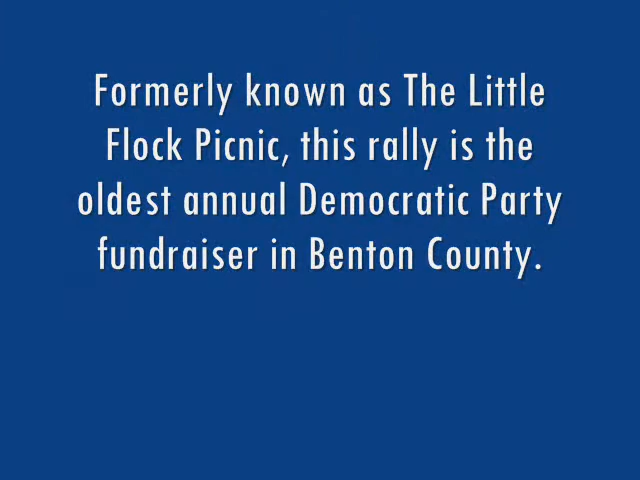 Formerly known as The Little
Flock Picnic, this rally is the
oldest annual Democratic Party
fundraiser in Benton County.